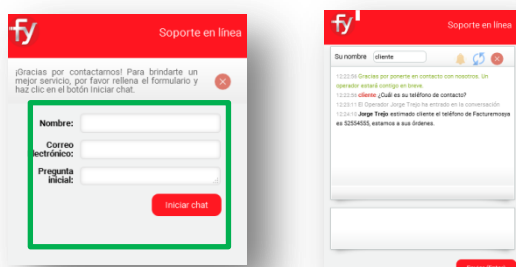 fy
Soporte en línea
¡Gracias por contactarnos! Para brindarte un
mejor servicio, por favor rellena el formulario y
haz clic en el botón Iniciar chat.
Nombre:
Correo
electrónico:
Pregunta
inicial:
Iniciar chat
fy
Soporte en línea
Su nombre cliente
12:22:56 Gracias por ponerte en contacto con nosotros. Un
operador estará contigo en breve.
12:22:56 cliente ¿Cuál es su teléfono de contacto?
12:23:11 El Operador Jorge Trejo ha entrado en la conversación
12:24:15 Jorge Trejo estimado cliente el teléfono de Facturemosya
es 52554555, estamos a sus órdenes.